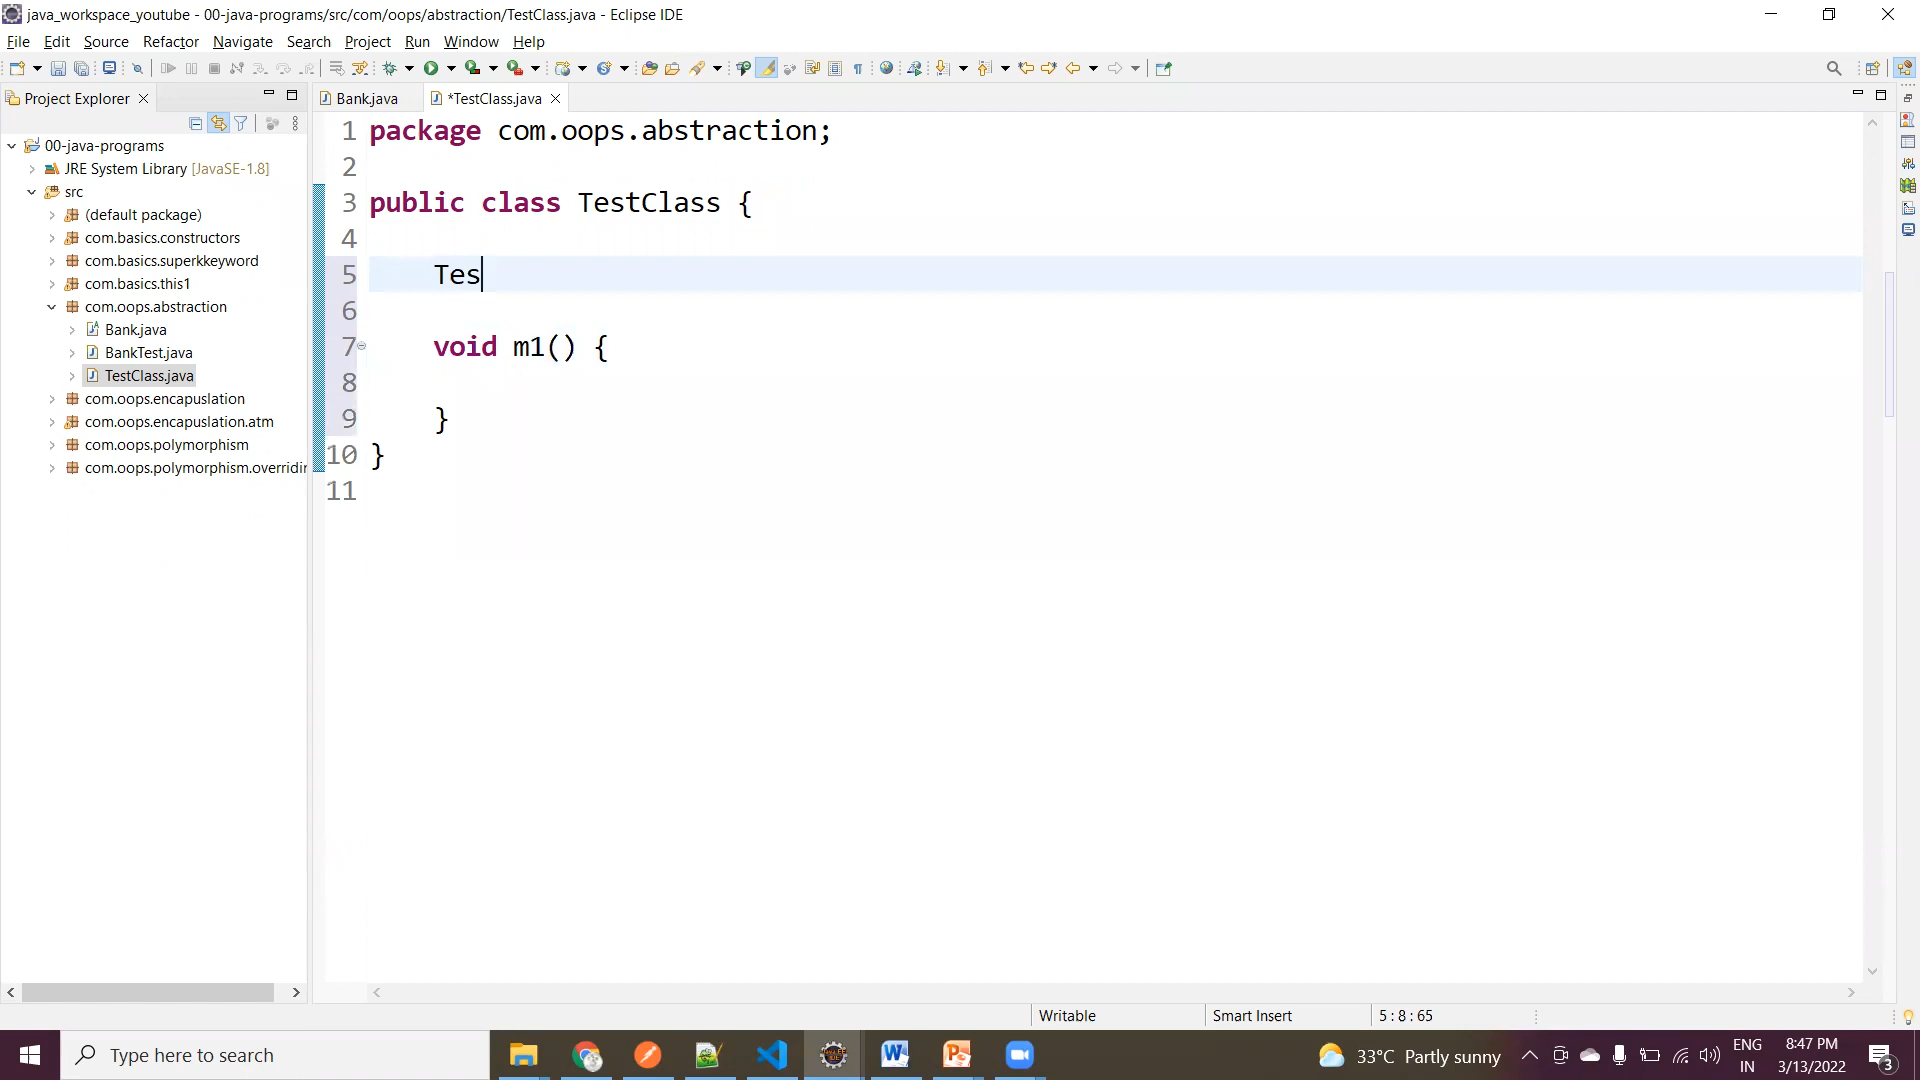 java_workspace_youtube - 00-java-programs/src/com/oops/abstraction/TestClass.java - Eclipse IDE
File Edit Source Refactor Navigate Search Project Run Window Help
Project Explorer
Bank.java
*TestClass.java
00-java-programs
JRE System Library [JavaSE-1.8]
src
(default package)
com.basics.constructors
com.basics.superkkeyword
com.basics.this1
com.oops.abstraction
Bank.java
BankTest.java
TestClass.java
com.oops.encapuslation
com.oops.encapuslation.atm
com.oops.polymorphism
com.oops.polymorphism.overridin
1 package com.oops.abstraction;
2
3 public class TestClass {
4
5 Tes
6
7 void m1() {
8
9 }
10 }
11
Writable
Smart Insert
5 : 8 : 65
Type here to search
33°C Partly sunny
ENG
IN
8:47 PM
3/13/2022
3